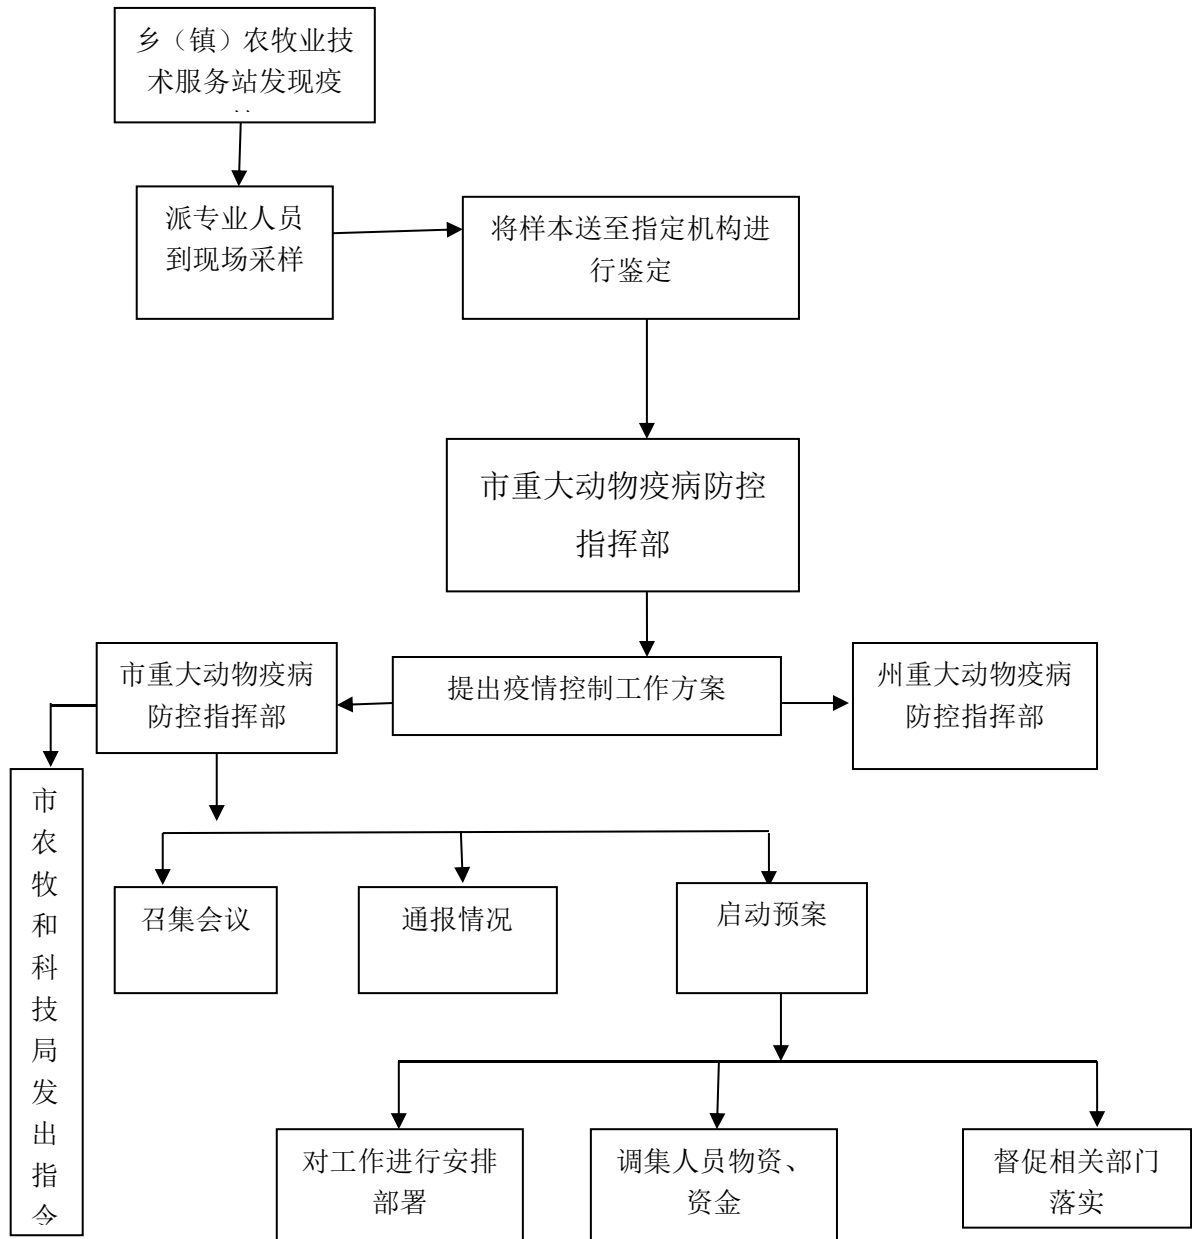 乡（镇）农牧业技
术服务站发现疫
派专业人员
到现场采样
将样本送至指定机构进
行鉴定
市重大动物疫病防控
指挥部
市重大动物疫病
防控指挥部
提出疫情控制工作方案
州重大动物疫病
防控指挥部
市
农
牧
和
科
技
局
发
出
指
令
召集会议
通报情况
启动预案
对工作进行安排
部署
调集人员物资、
资金
督促相关部门
落实